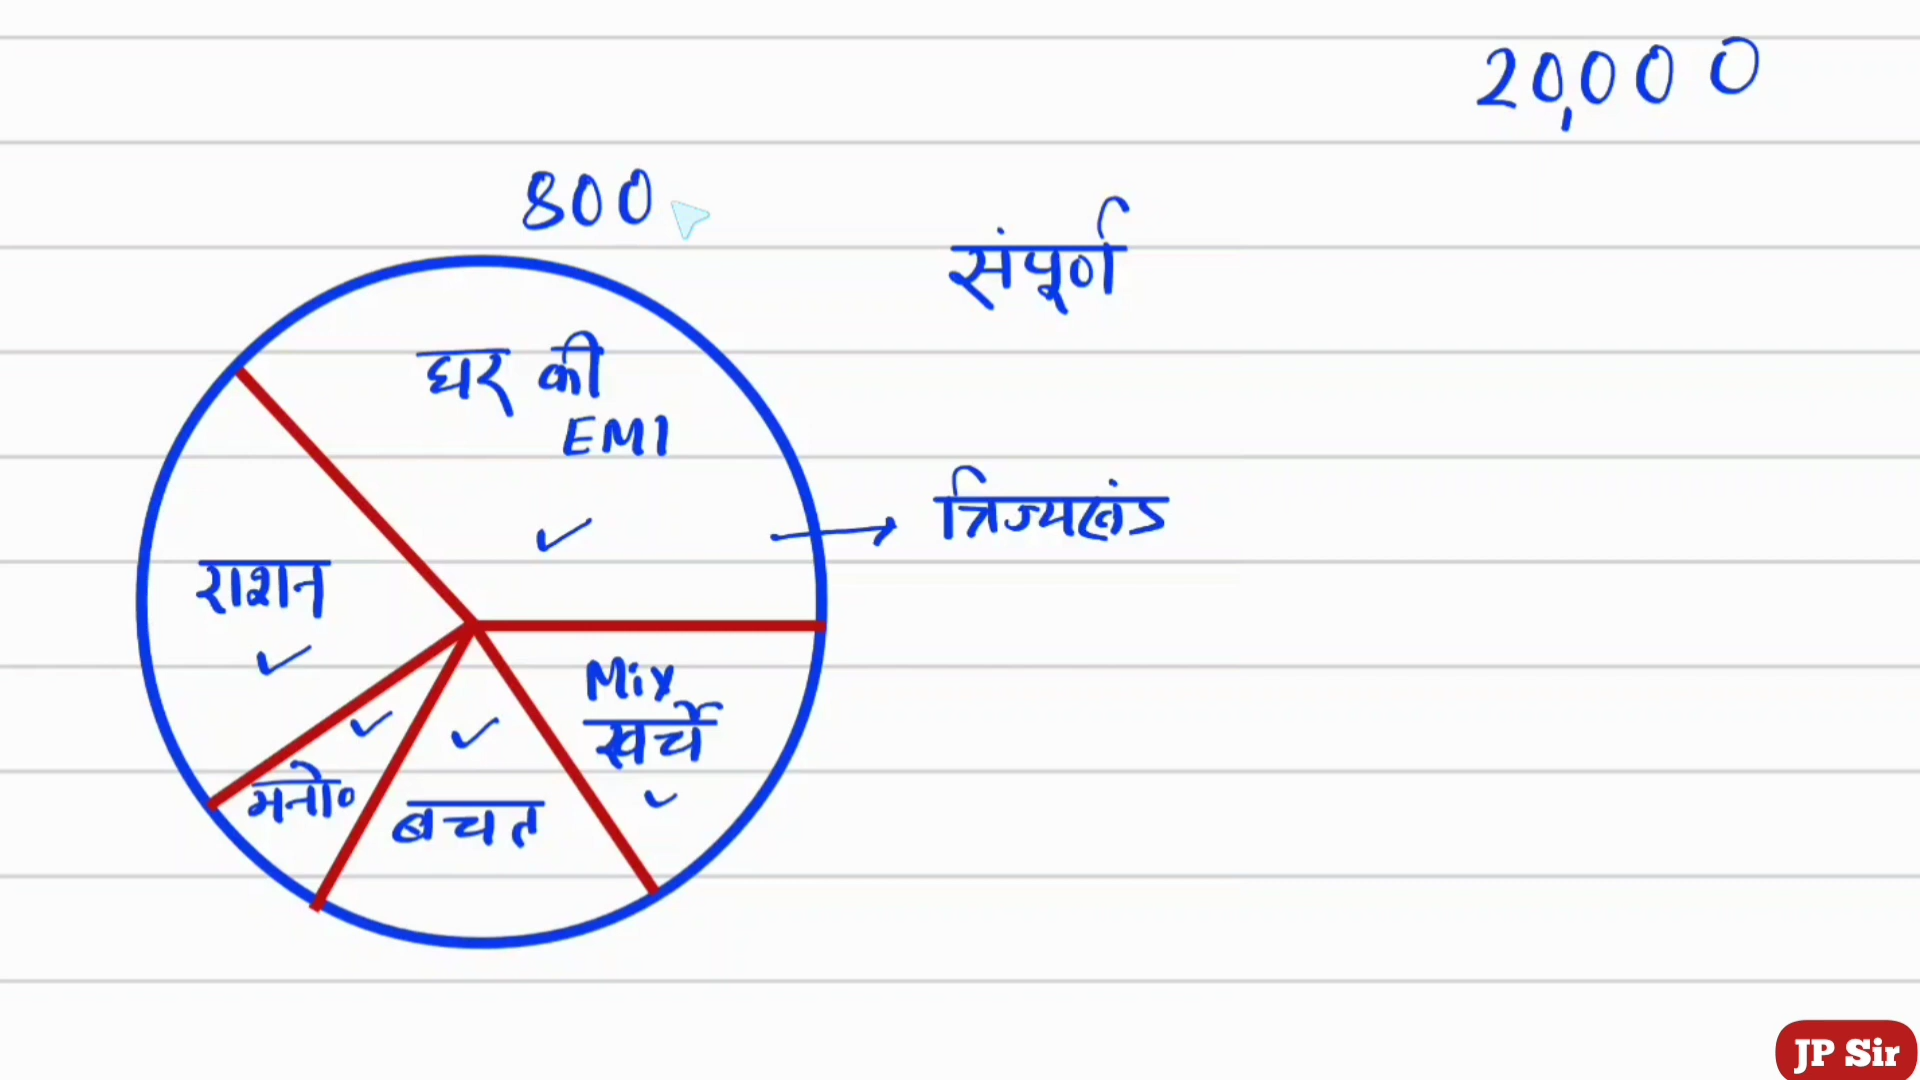 20,000
800
संपूर्ण
घर की
EMI
त्रिज्यखंड
राशन
Mix
खर्चे
मनो०
बचत
JP Sir